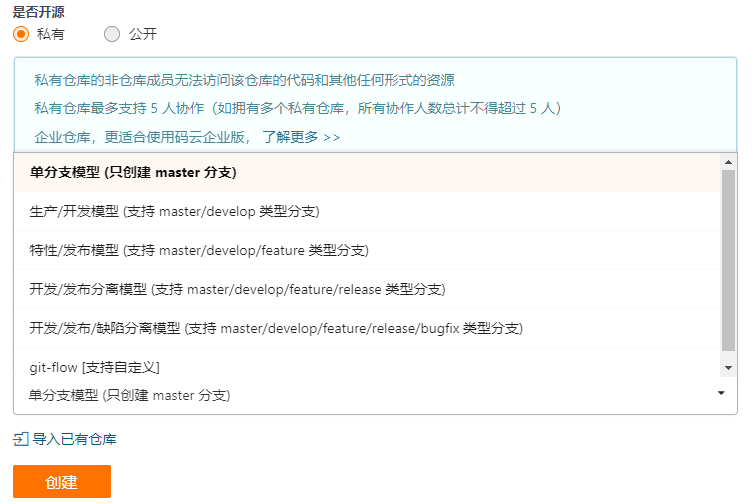 是否开源
私有 公开
私有仓库的非仓库成员无法访问该仓库的代码和其他任何形式的资源
私有仓库最多支持 5 人协作（如拥有多个私有仓库，所有协作人数总计不得超过 5 人）
企业仓库，更适合使用码云企业版， 了解更多 >>
单分支模型 (只创建 master 分支)
生产/开发模型 (支持 master/develop 类型分支)
特性/发布模型 (支持 master/develop/feature 类型分支)
开发/发布分离模型 (支持 master/develop/feature/release 类型分支)
开发/发布/缺陷分离模型 (支持 master/develop/feature/release/bugfix 类型分支)
git-flow [支持自定义]
单分支模型 (只创建 master 分支)
导入已有仓库
创建